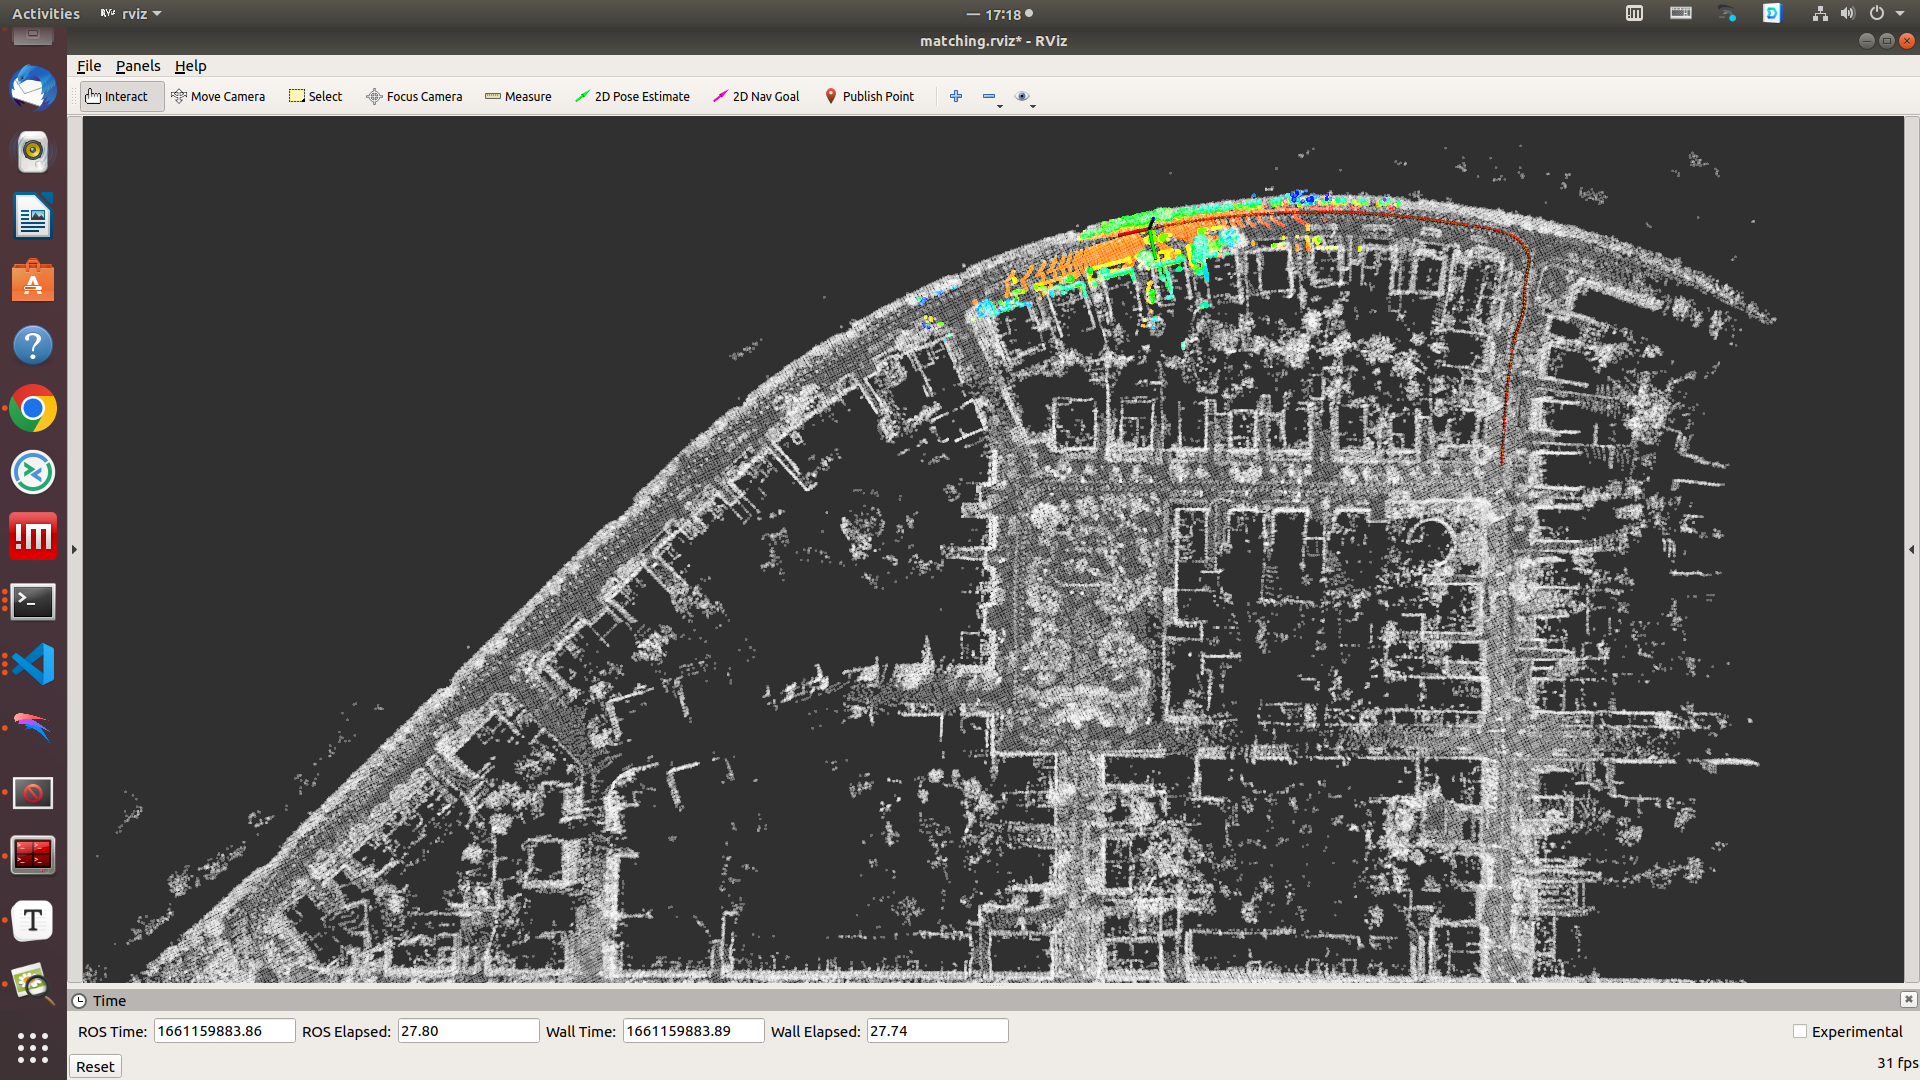 Activities RViz rviz — 17:18
matching.rviz* - RViz
File Panels Help
Interact Move Camera Select Focus Camera Measure 2D Pose Estimate 2D Nav Goal Publish Point
Time
ROS Time: 1661159883.86 ROS Elapsed: 27.80 Wall Time: 1661159883.89 Wall Elapsed: 27.74 Experimental
Reset 31 fps